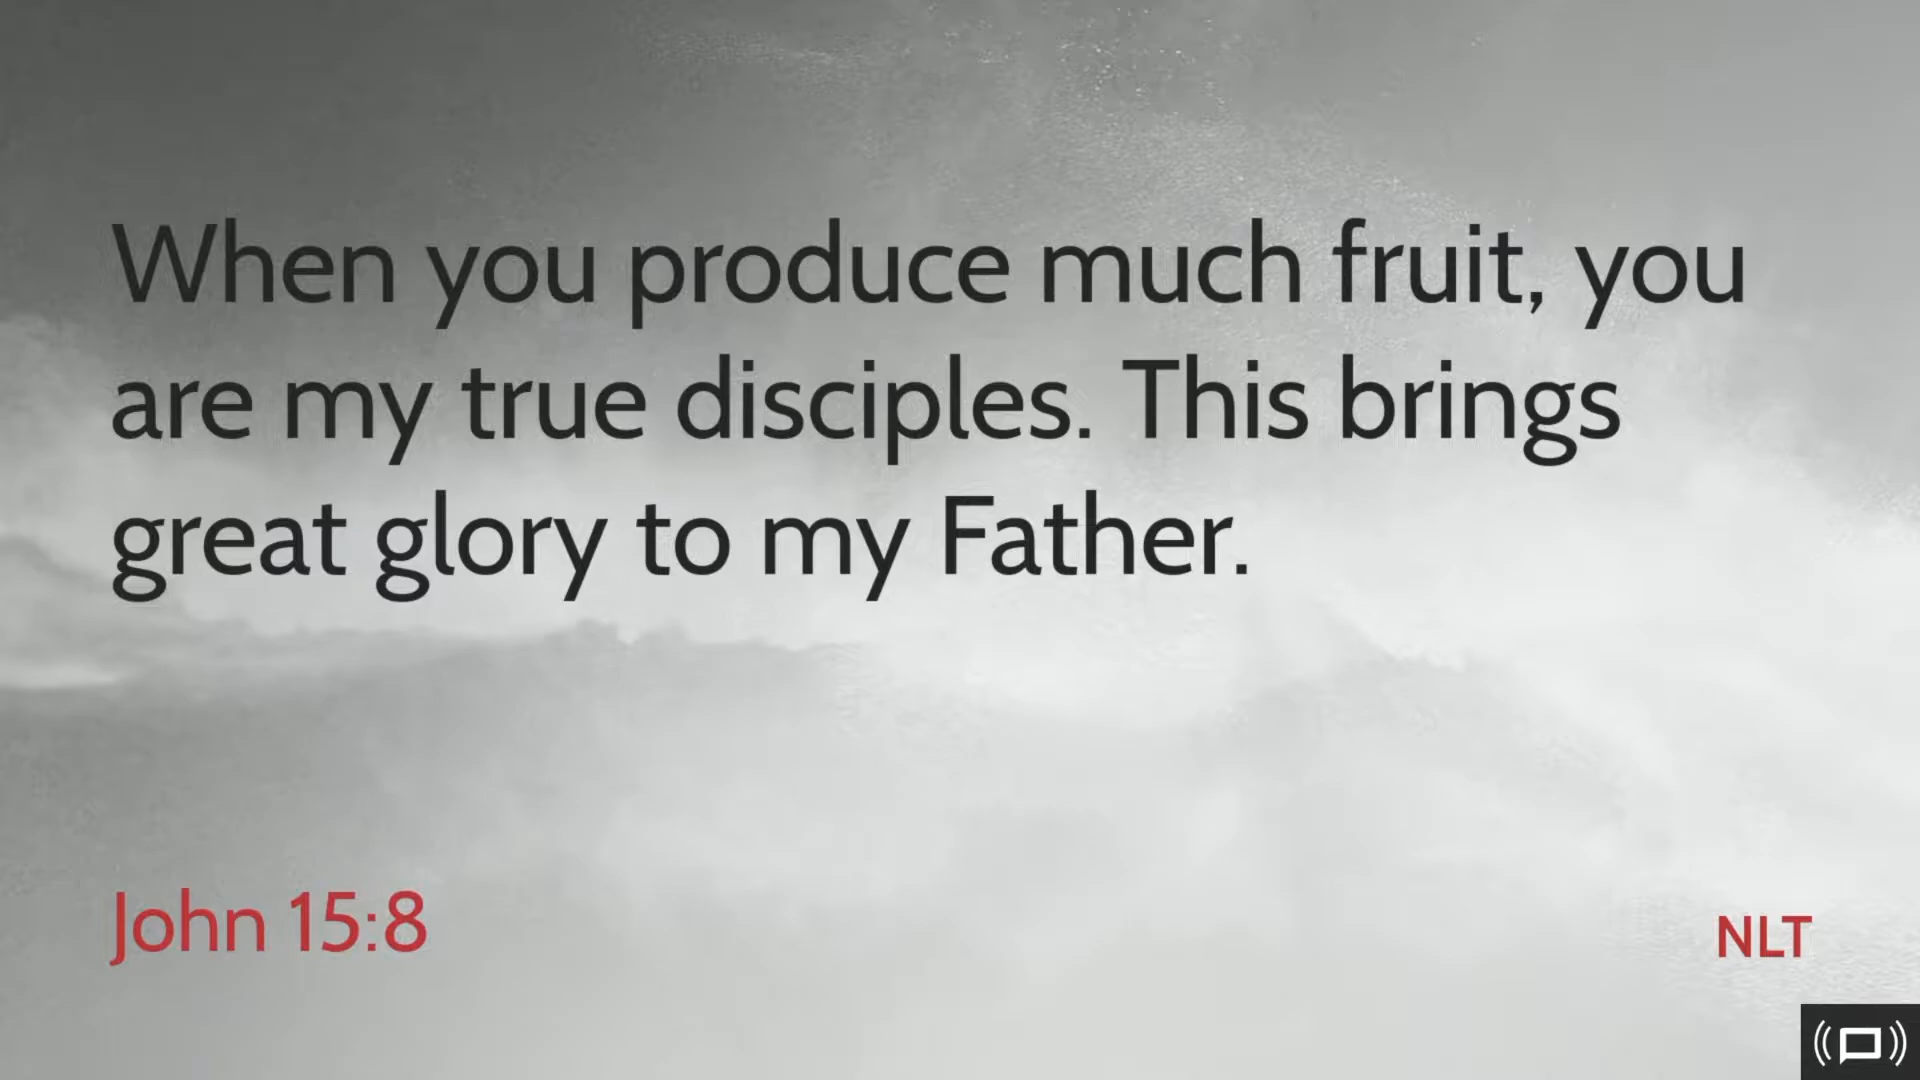 When you produce much fruit, you
are my true disciples. This brings
great glory to my Father.
John 15:8
NLT